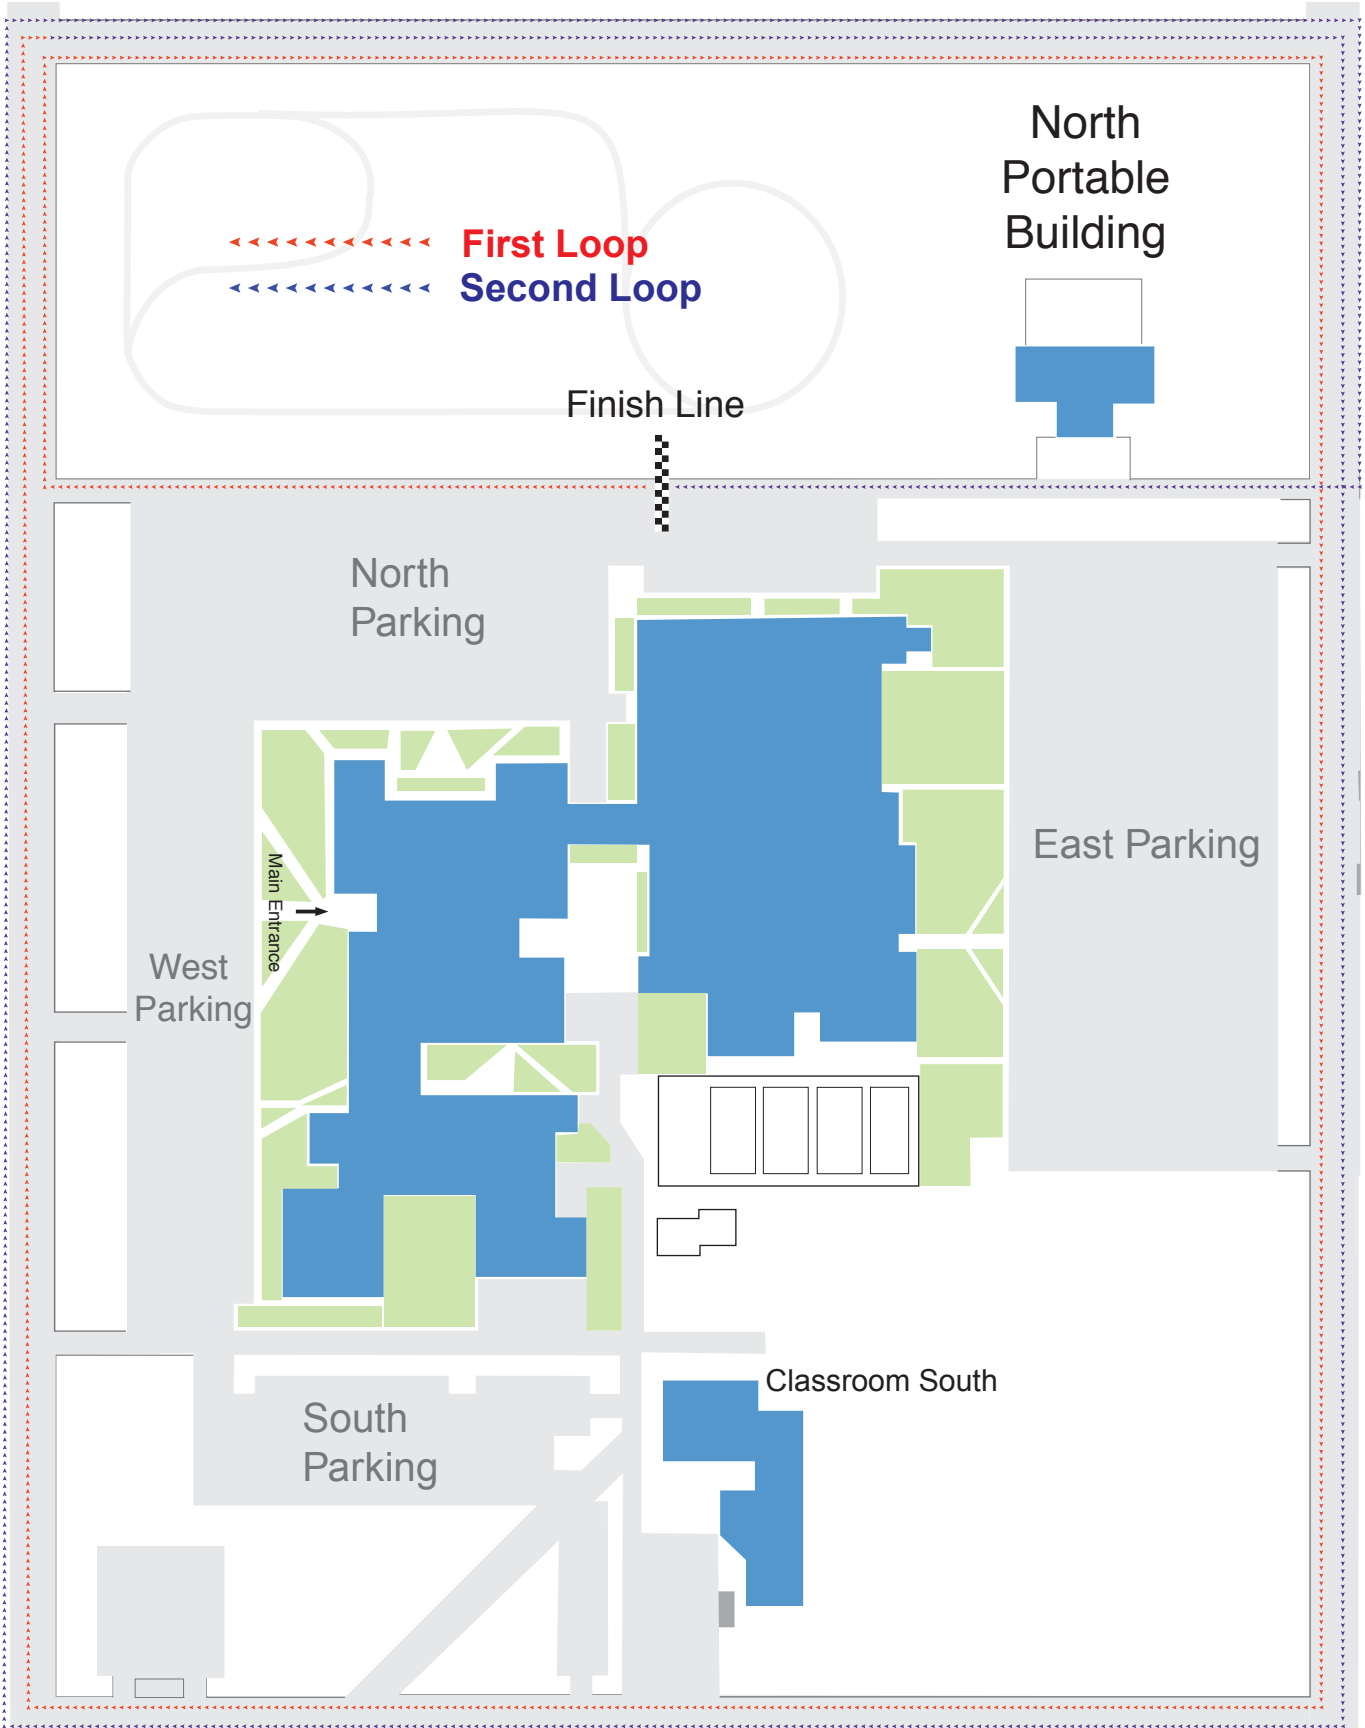 North
Portable
Building
First Loop
Second Loop
Finish Line
North
Parking
East Parking
Main Entrance
West
Parking
Classroom South
South
Parking